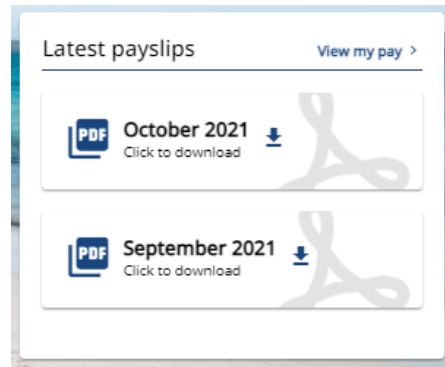 Latest payslips
View my pay >
PDF
October 2021
Click to download
PDF
September 2021
Click to download